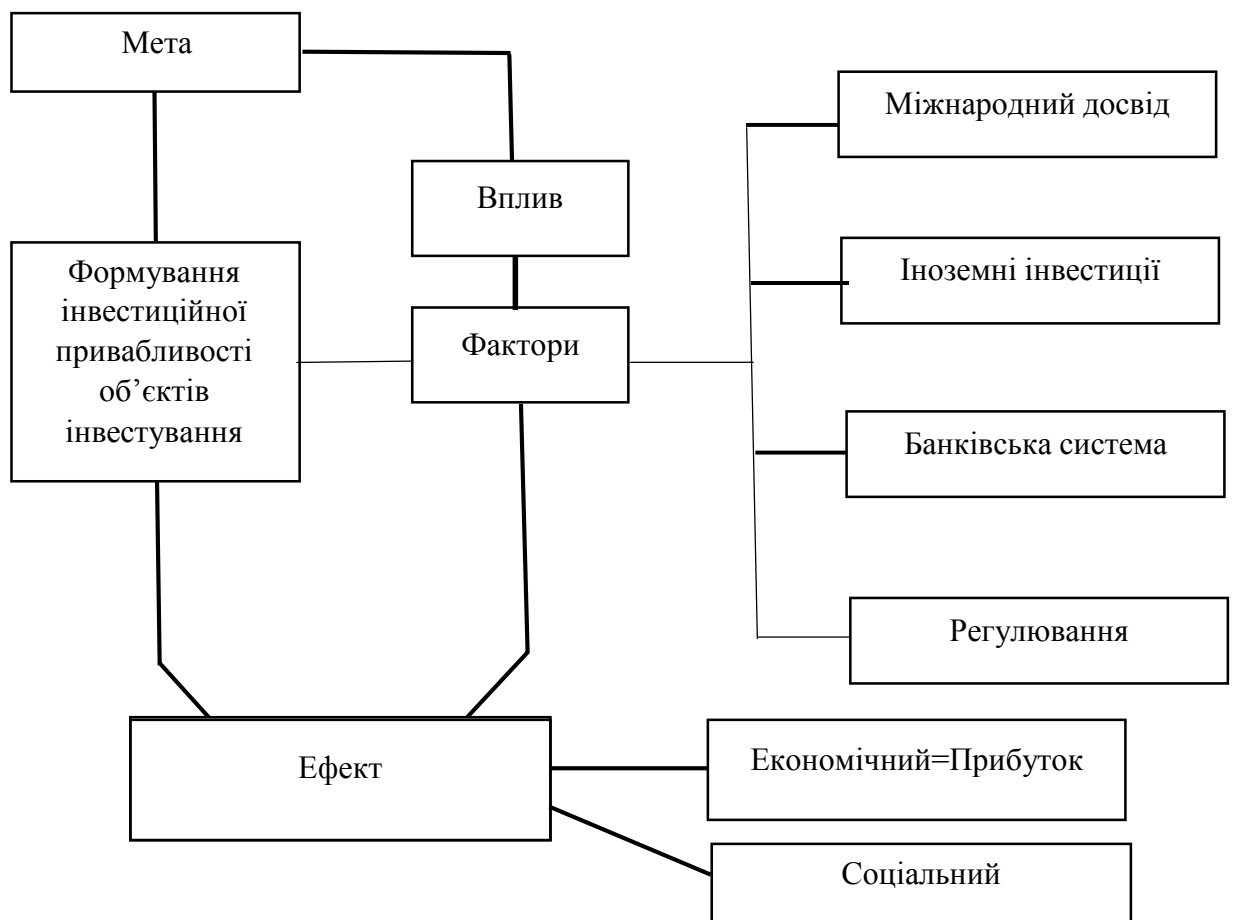 Мета
Міжнародний досвід
Вплив
Формування
інвестиційної
привабливості
об’єктів
інвестування
Іноземні інвестиції
Фактори
Банківська система
Регулювання
Ефект
Економічний=Прибуток
Соціальний